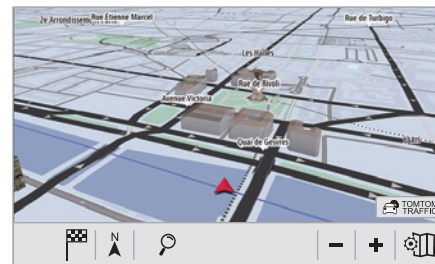 2e Arrondissem
Rue Étienne Marcel
Rue de Turbigo
Les Halles
Rue de Rivoli
Avenue Victoria
Quai de Gesvres
TOMTOM
TRAFFIC
N